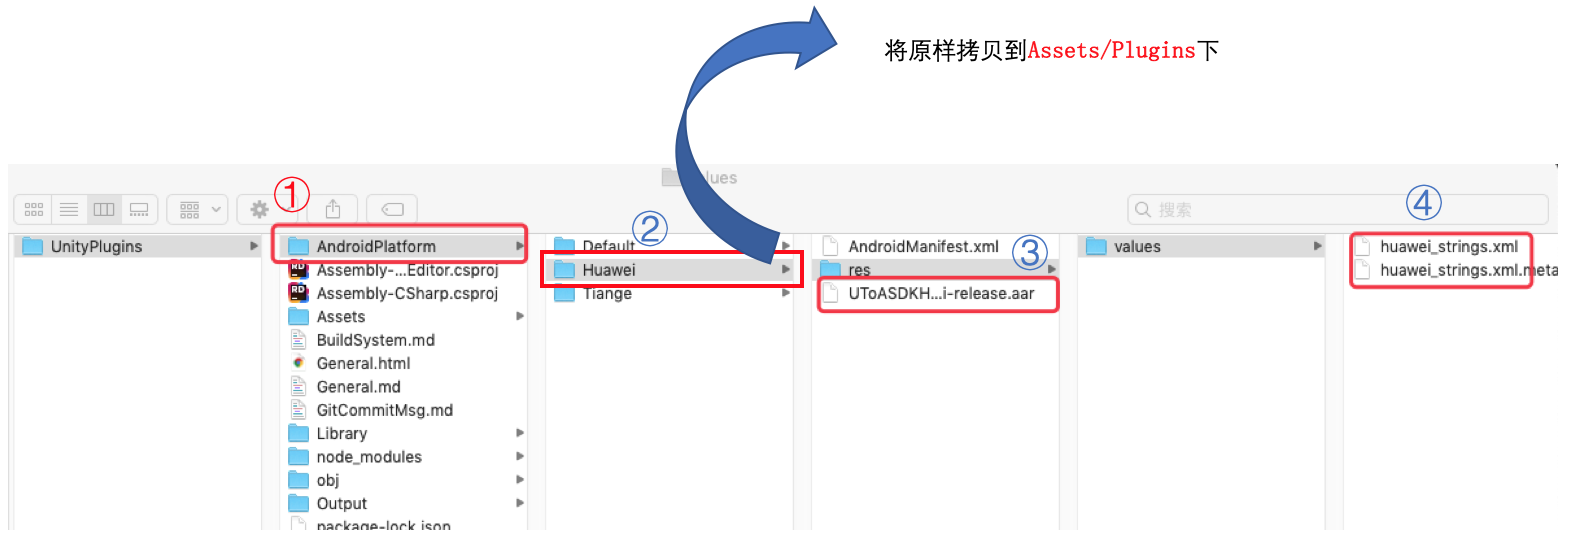 将原样拷贝到Assets/Plugins下
搜索
①
②
③
④
UnityPlugins
AndroidPlatform
Assembly-...Editor.csproj
Assembly-CSharp.csproj
Assets
BuildSystem.md
General.html
General.md
GitCommitMsg.md
Library
node_modules
obj
Output
package-lock.json
Default
Huawei
Tiange
AndroidManifest.xml
res
UToASDKH...i-release.aar
values
huawei_strings.xml
huawei_strings.xml.meta